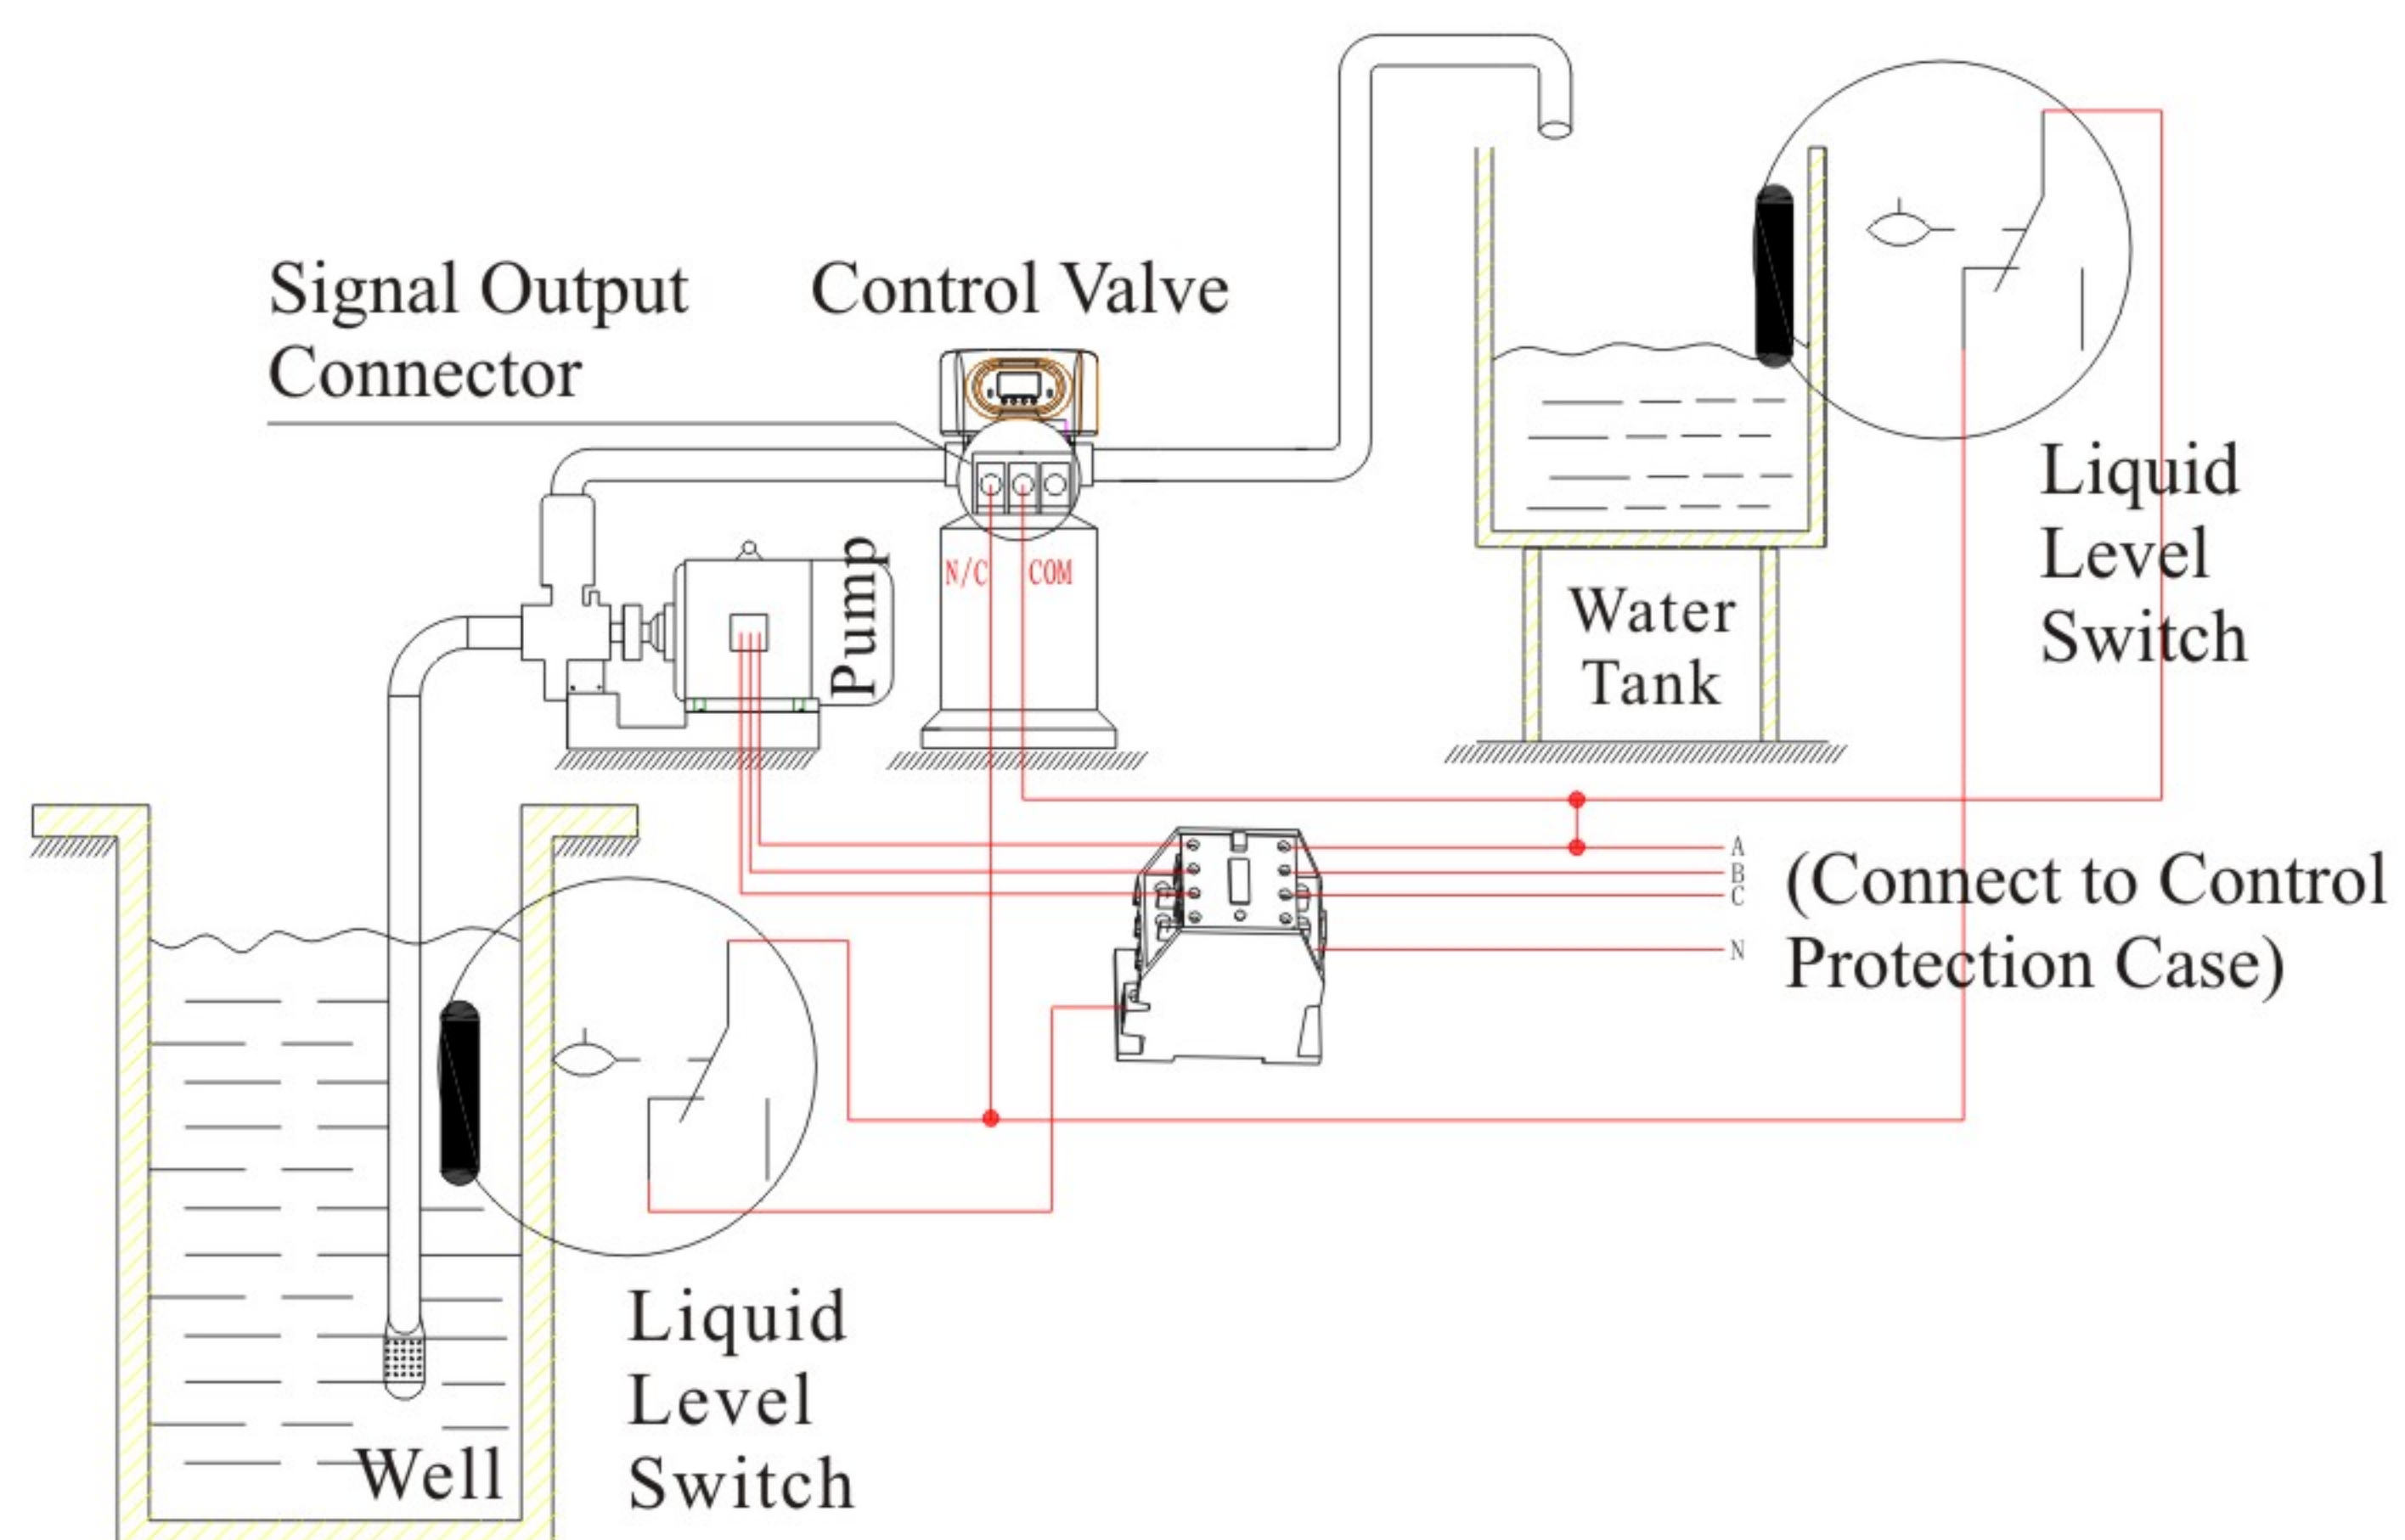 Signal Output
Connector
Control Valve
Pump
N/C
COM
Water
Tank
Liquid
Level
Switch
A
B
C
N
(Connect to Control
Protection Case)
Liquid
Level
Switch
Well